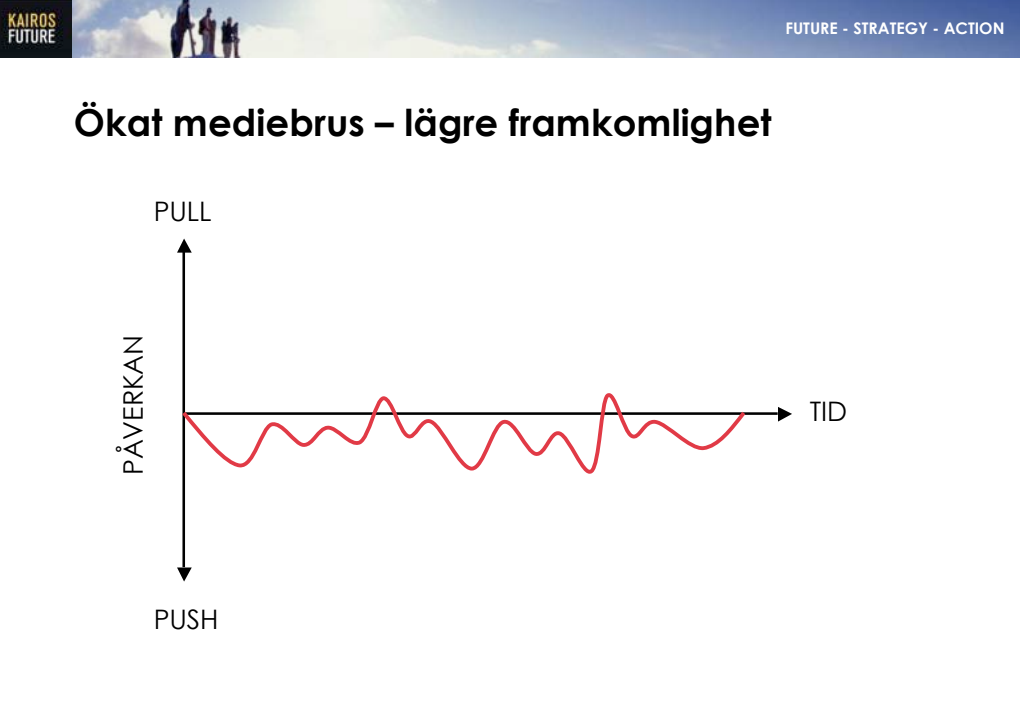 KAIROS
FUTURE
FUTURE - STRATEGY - ACTION
Ökat mediebrus – lägre framkomlighet
PULL
PÅVERKAN
TID
PUSH